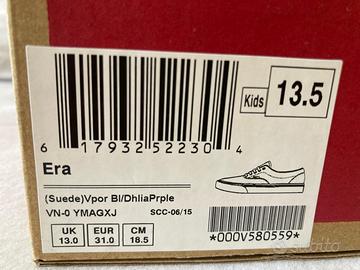 Kids 13.5
6 17932 52230 4
Era
(Suede)Vpor Bl/DhliaPrple
VN-0 YMAGXJ SCC-06/15
UK EUR CM
13.0 31.0 18.5
*000V580559*